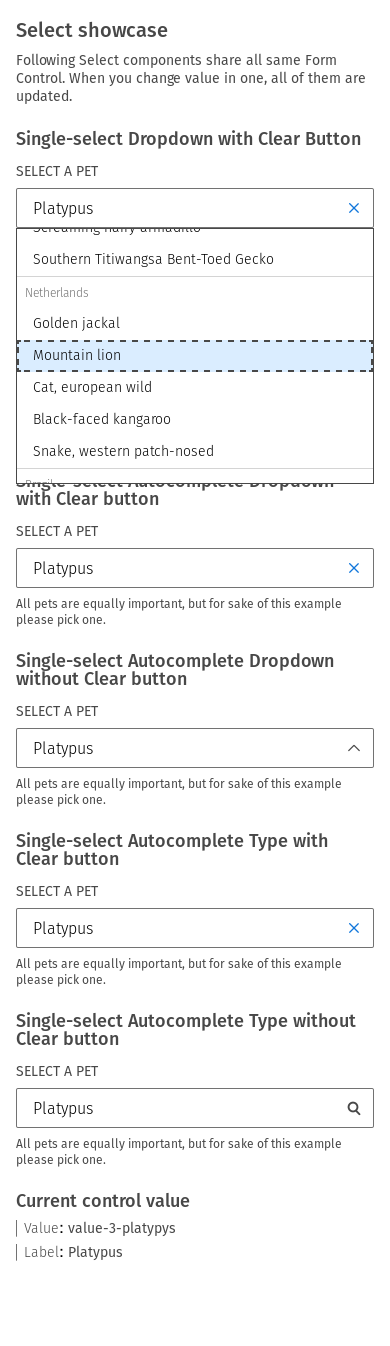 Select showcase
Following Select components share all same Form
Control. When you change value in one, all of them are
updated.
Single-select Dropdown with Clear Button
SELECT A PET
Platypus
Screaming hairy armadillo
Southern Titiwangsa Bent-Toed Gecko
Netherlands
Golden jackal
Mountain lion
Cat, european wild
Black-faced kangaroo
Snake, western patch-nosed
Single-select Autocomplete Dropdown
with Clear button
SELECT A PET
Platypus
All pets are equally important, but for sake of this example
please pick one.
Single-select Autocomplete Dropdown
without Clear button
SELECT A PET
Platypus
All pets are equally important, but for sake of this example
please pick one.
Single-select Autocomplete Type with
Clear button
SELECT A PET
Platypus
All pets are equally important, but for sake of this example
please pick one.
Single-select Autocomplete Type without
Clear button
SELECT A PET
Platypus
All pets are equally important, but for sake of this example
please pick one.
Current control value
Value: value-3-platypys
Label: Platypus